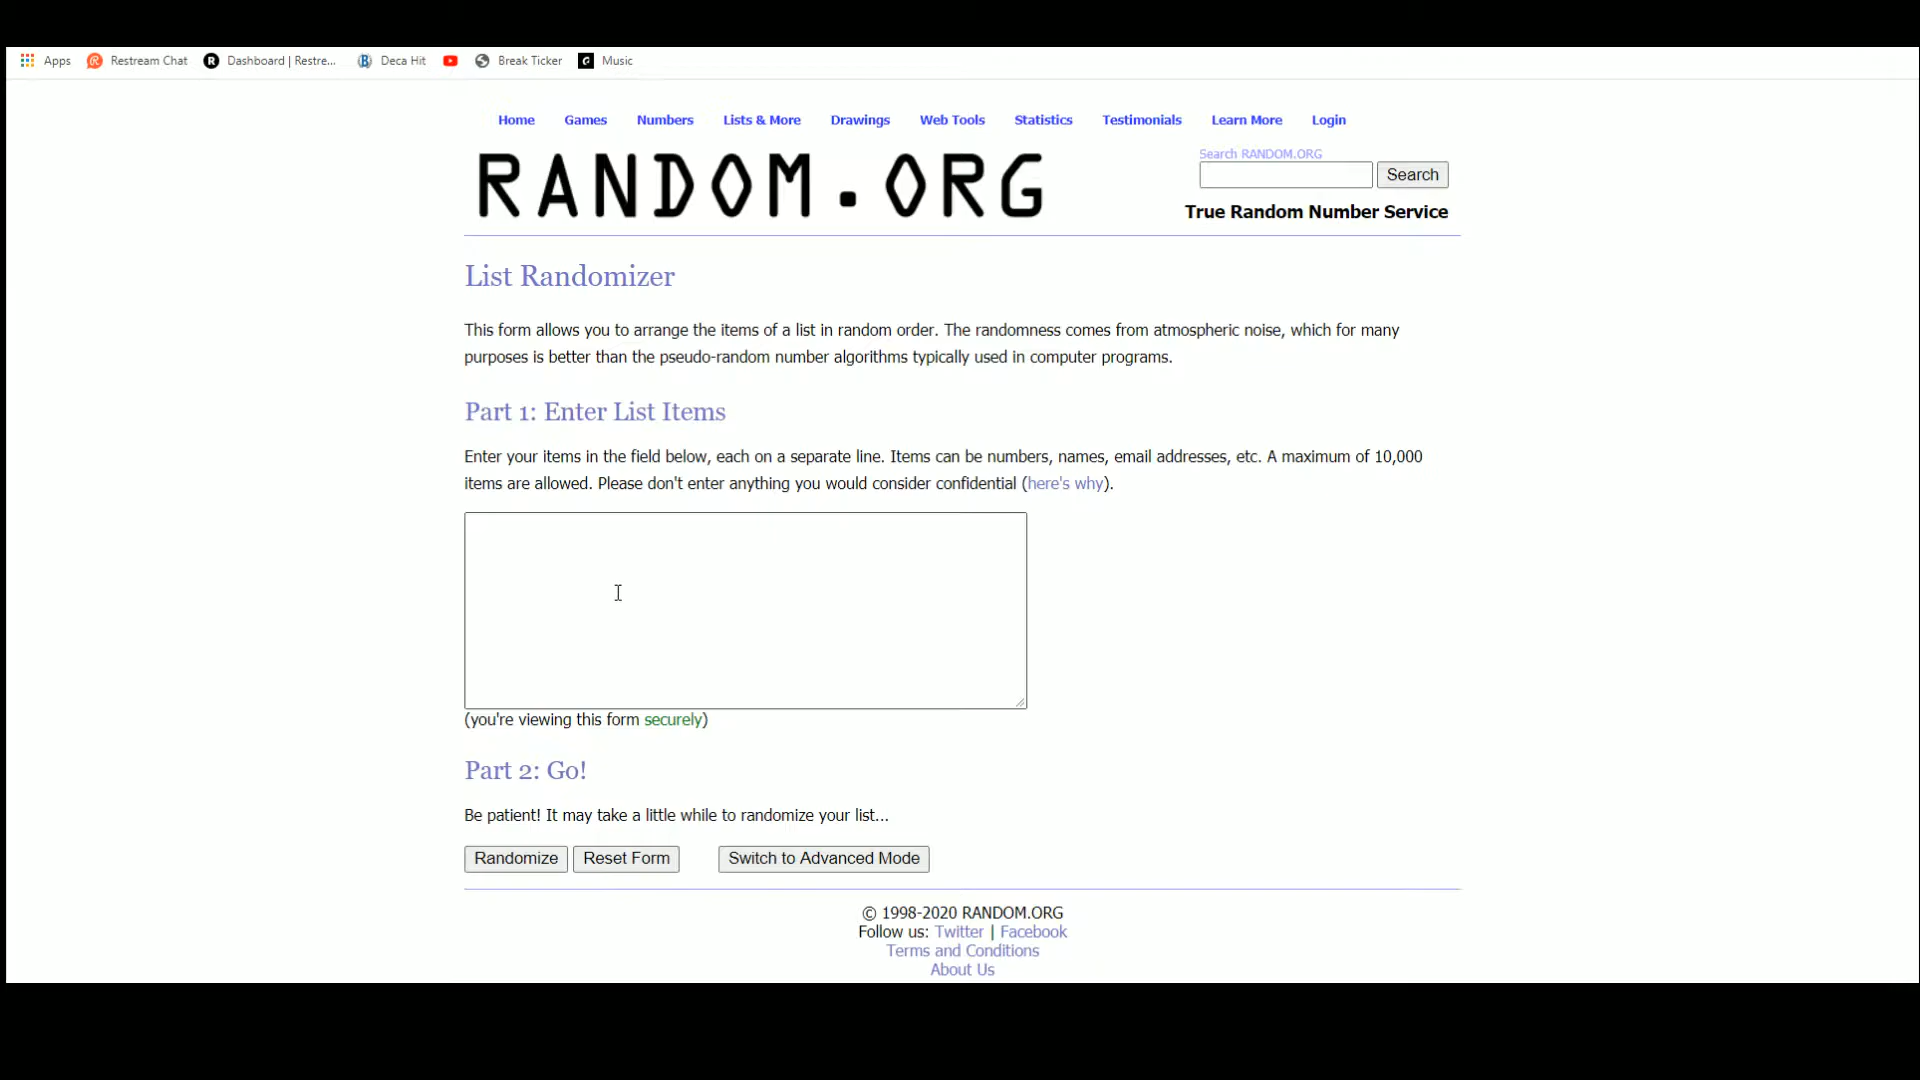 Apps Restream Chat Dashboard | Restre... Deca Hit Break Ticker Music
Home Games Numbers Lists & More Drawings Web Tools Statistics Testimonials Learn More Login
RANDOM.ORG
Search RANDOM.ORG
Search
True Random Number Service
List Randomizer
This form allows you to arrange the items of a list in random order. The randomness comes from atmospheric noise, which for many
purposes is better than the pseudo-random number algorithms typically used in computer programs.
Part 1: Enter List Items
Enter your items in the field below, each on a separate line. Items can be numbers, names, email addresses, etc. A maximum of 10,000
items are allowed. Please don't enter anything you would consider confidential (here's why).
(you're viewing this form securely)
Part 2: Go!
Be patient! It may take a little while to randomize your list...
Randomize Reset Form Switch to Advanced Mode
© 1998-2020 RANDOM.ORG
Follow us: Twitter | Facebook
Terms and Conditions
About Us